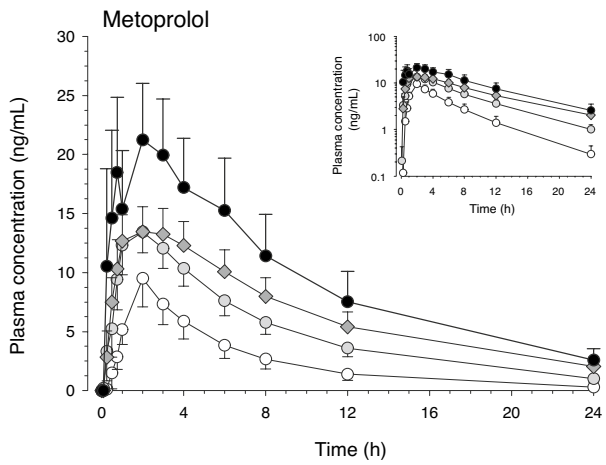 Metoprolol
Plasma concentration (ng/mL)
30
25
20
15
10
5
0
0 4 8 12 16 20 24
Time (h)
Plasma concentration
(ng/mL)
100
10
1
0.1
0 4 8 12 16 20 24
Time (h)